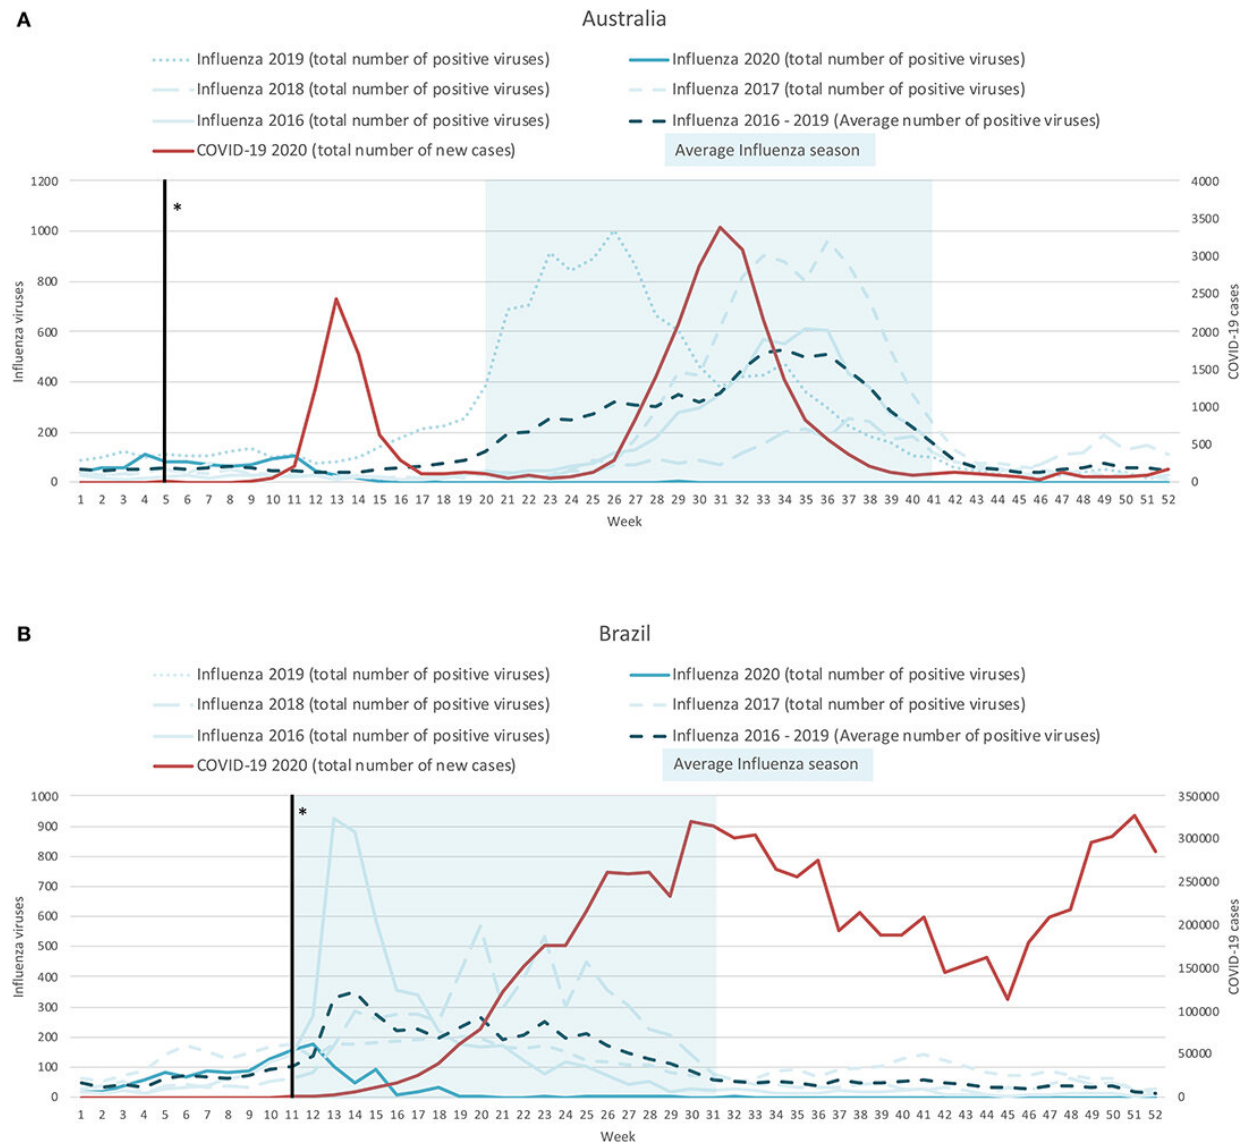 A
Australia
Influenza 2019 (total number of positive viruses)
Influenza 2020 (total number of positive viruses)
Influenza 2018 (total number of positive viruses)
Influenza 2017 (total number of positive viruses)
Influenza 2016 (total number of positive viruses)
Influenza 2016 - 2019 (Average number of positive viruses)
COVID-19 2020 (total number of new cases)
Average Influenza season
1200 4000
3500
1000
3000
800
2500
600 2000
1500
400
1000
200
500
0 0
*
Influenza viruses
COVID-19 cases
1 2 3 4 5 6 7 8 9 10 11 12 13 14 15 16 17 18 19 20 21 22 23 24 25 26 27 28 29 30 31 32 33 34 35 36 37 38 39 40 41 42 43 44 45 46 47 48 49 50 51 52
Week
B
Brazil
Influenza 2019 (total number of positive viruses)
Influenza 2020 (total number of positive viruses)
Influenza 2018 (total number of positive viruses)
Influenza 2017 (total number of positive viruses)
Influenza 2016 (total number of positive viruses)
Influenza 2016 - 2019 (Average number of positive viruses)
COVID-19 2020 (total number of new cases)
Average Influenza season
1000 350000
900
300000
800
700 250000
600
200000
500
400 150000
300
100000
200
100 50000
0 0
*
Influenza viruses
COVID-19 cases
1 2 3 4 5 6 7 8 9 10 11 12 13 14 15 16 17 18 19 20 21 22 23 24 25 26 27 28 29 30 31 32 33 34 35 36 37 38 39 40 41 42 43 44 45 46 47 48 49 50 51 52
Week